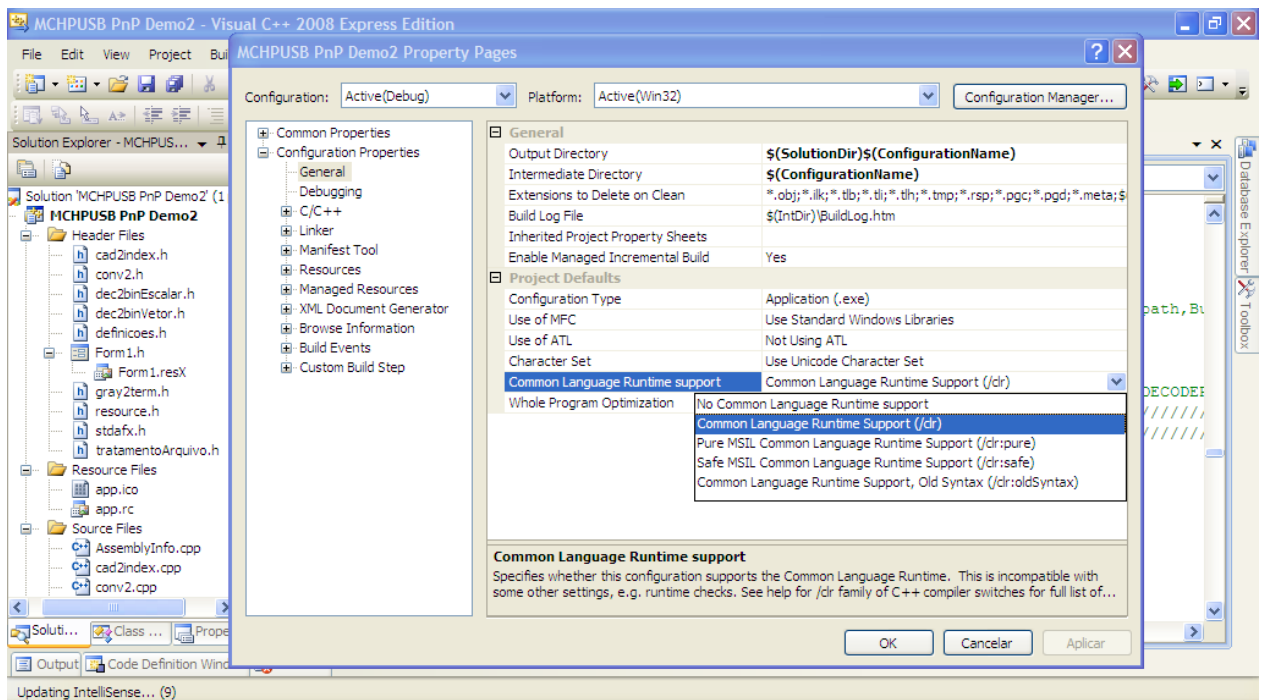 MCHPUSB PnP Demo2 - Visual C++ 2008 Express Edition
File Edit View Project Bui
Solution Explorer - MCHPUS...
Solution 'MCHPUSB PnP Demo2' (1
MCHPUSB PnP Demo2
Header Files
cad2index.h
conv2.h
dec2binEscalar.h
dec2binVetor.h
definicoes.h
Form1.h
Form1.resX
gray2term.h
resource.h
stdafx.h
tratamentoArquivo.h
Resource Files
app.ico
app.rc
Source Files
AssemblyInfo.cpp
cad2index.cpp
conv2.cpp
Soluti... Class ... Prope
Output Code Definition Wind
Updating IntelliSense... (9)
MCHPUSB PnP Demo2 Property Pages
Configuration: Active(Debug) Platform: Active(Win32) Configuration Manager...
Common Properties
Configuration Properties
General
Debugging
C/C++
Linker
Manifest Tool
Resources
Managed Resources
XML Document Generator
Browse Information
Build Events
Custom Build Step
General
Output Directory $(SolutionDir)$(ConfigurationName)
Intermediate Directory $(ConfigurationName)
Extensions to Delete on Clean *.obj;*.ilk;*.tlb;*.tli;*.tlh;*.tmp;*.rsp;*.pgc;*.pgd;*.meta;$
Build Log File $(IntDir)\BuildLog.htm
Inherited Project Property Sheets
Enable Managed Incremental Build Yes
Project Defaults
Configuration Type Application (.exe)
Use of MFC Use Standard Windows Libraries
Use of ATL Not Using ATL
Character Set Use Unicode Character Set
Common Language Runtime support Common Language Runtime Support (/clr)
Whole Program Optimization
No Common Language Runtime support
Common Language Runtime Support (/clr)
Pure MSIL Common Language Runtime Support (/clr:pure)
Safe MSIL Common Language Runtime Support (/clr:safe)
Common Language Runtime Support, Old Syntax (/clr:oldSyntax)
Common Language Runtime support
Specifies whether this configuration supports the Common Language Runtime. This is incompatible with
some other settings, e.g. runtime checks. See help for /clr family of C++ compiler switches for full list of...
OK Cancelar Aplicar
path,Bu
DECODE
///////
///////
Database Explorer
Toolbox